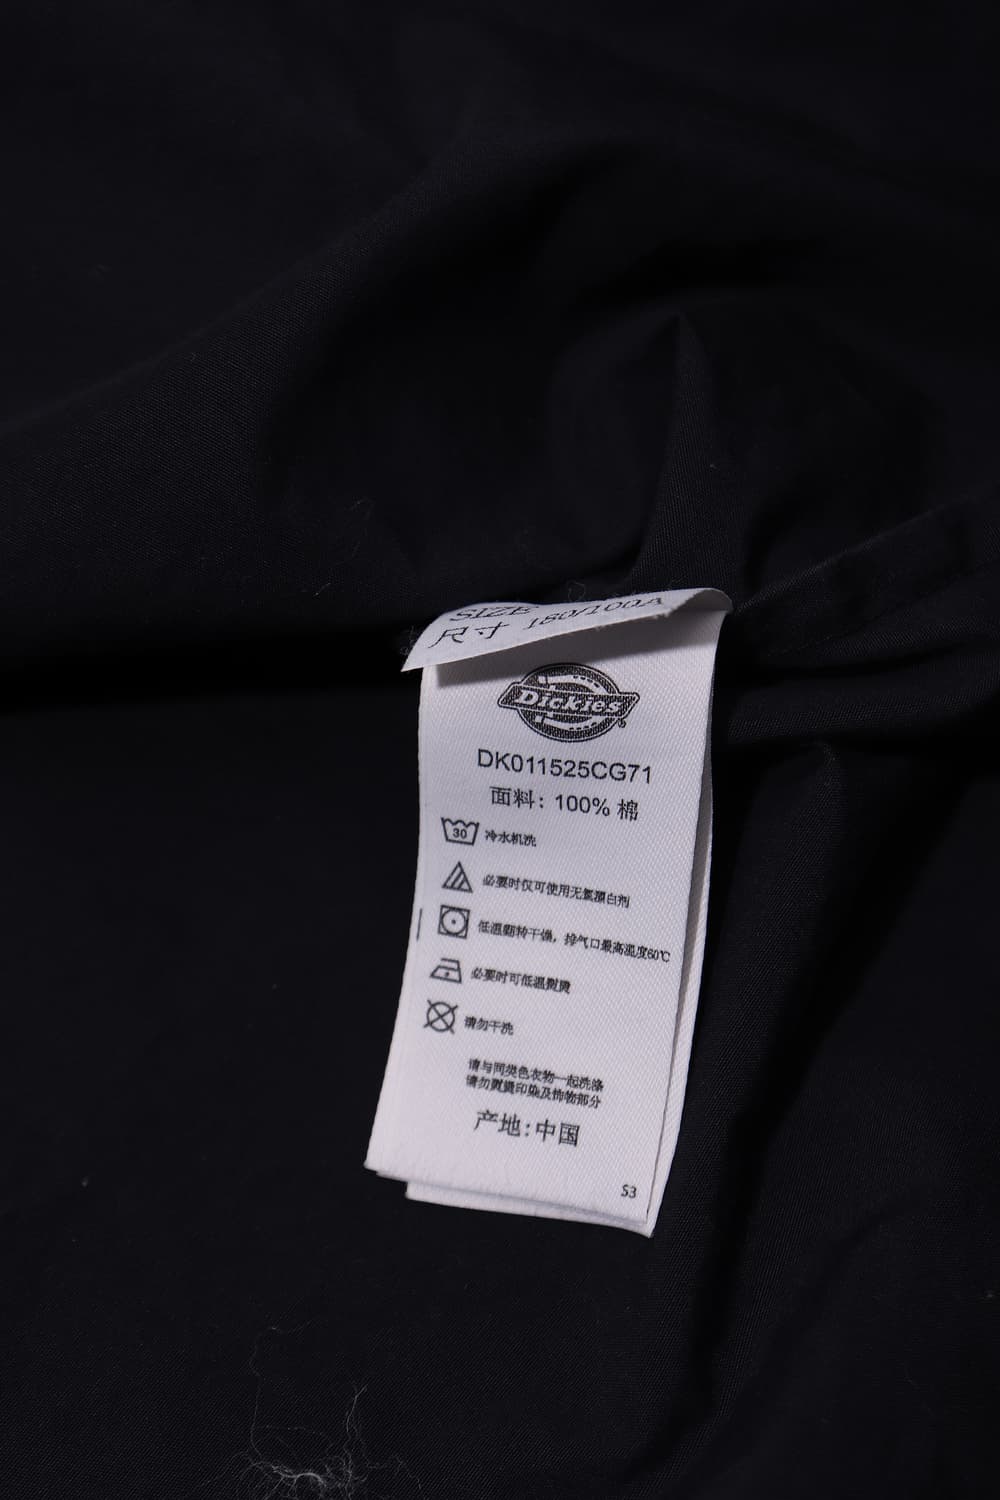 SIZE
尺寸 180/100A
Dickies
DK011525CG71
面料: 100% 棉
30 冷水机洗
必要时仅可使用无氯漂白剂
低温翻转干燥，排气口最高温度60℃
必要时可低温熨烫
请勿干洗
请与同类色衣物一起洗涤
请勿熨烫印染及饰物部分
产地: 中国
S3